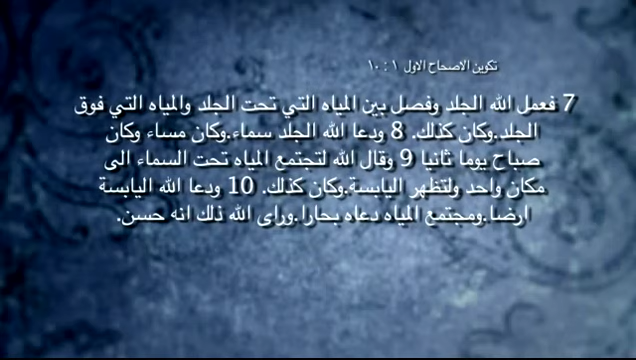 تكوين الاصحاح الاول ١ : ١٠
7 فعمل الله الجلد وفصل بين المياه التي تحت الجلد والمياه التي فوق
الجلد.وكان كذلك. 8 ودعا الله الجلد سماء.وكان مساء وكان
صباح يوما ثانيا 9 وقال الله لتجتمع المياه تحت السماء الى
مكان واحد ولتظهر اليابسة.وكان كذلك. 10 ودعا الله اليابسة
ارضا.ومجتمع المياه دعاه بحارا.وراى الله ذلك انه حسن.